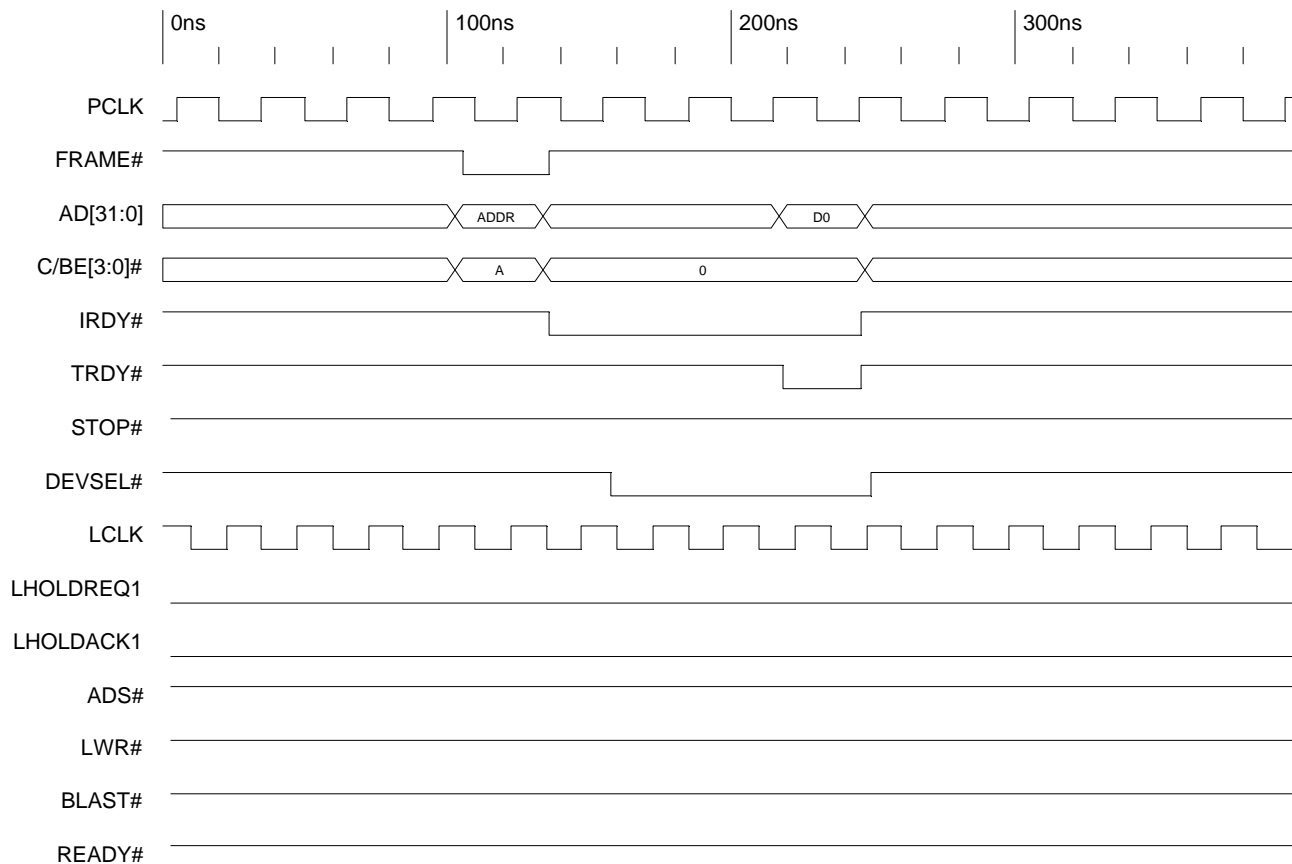 0ns 100ns 200ns 300ns
PCLK
FRAME#
AD[31:0] ADDR D0
C/BE[3:0]# A 0
IRDY#
TRDY#
STOP#
DEVSEL#
LCLK
LHOLDREQ1
LHOLDACK1
ADS#
LWR#
BLAST#
READY#